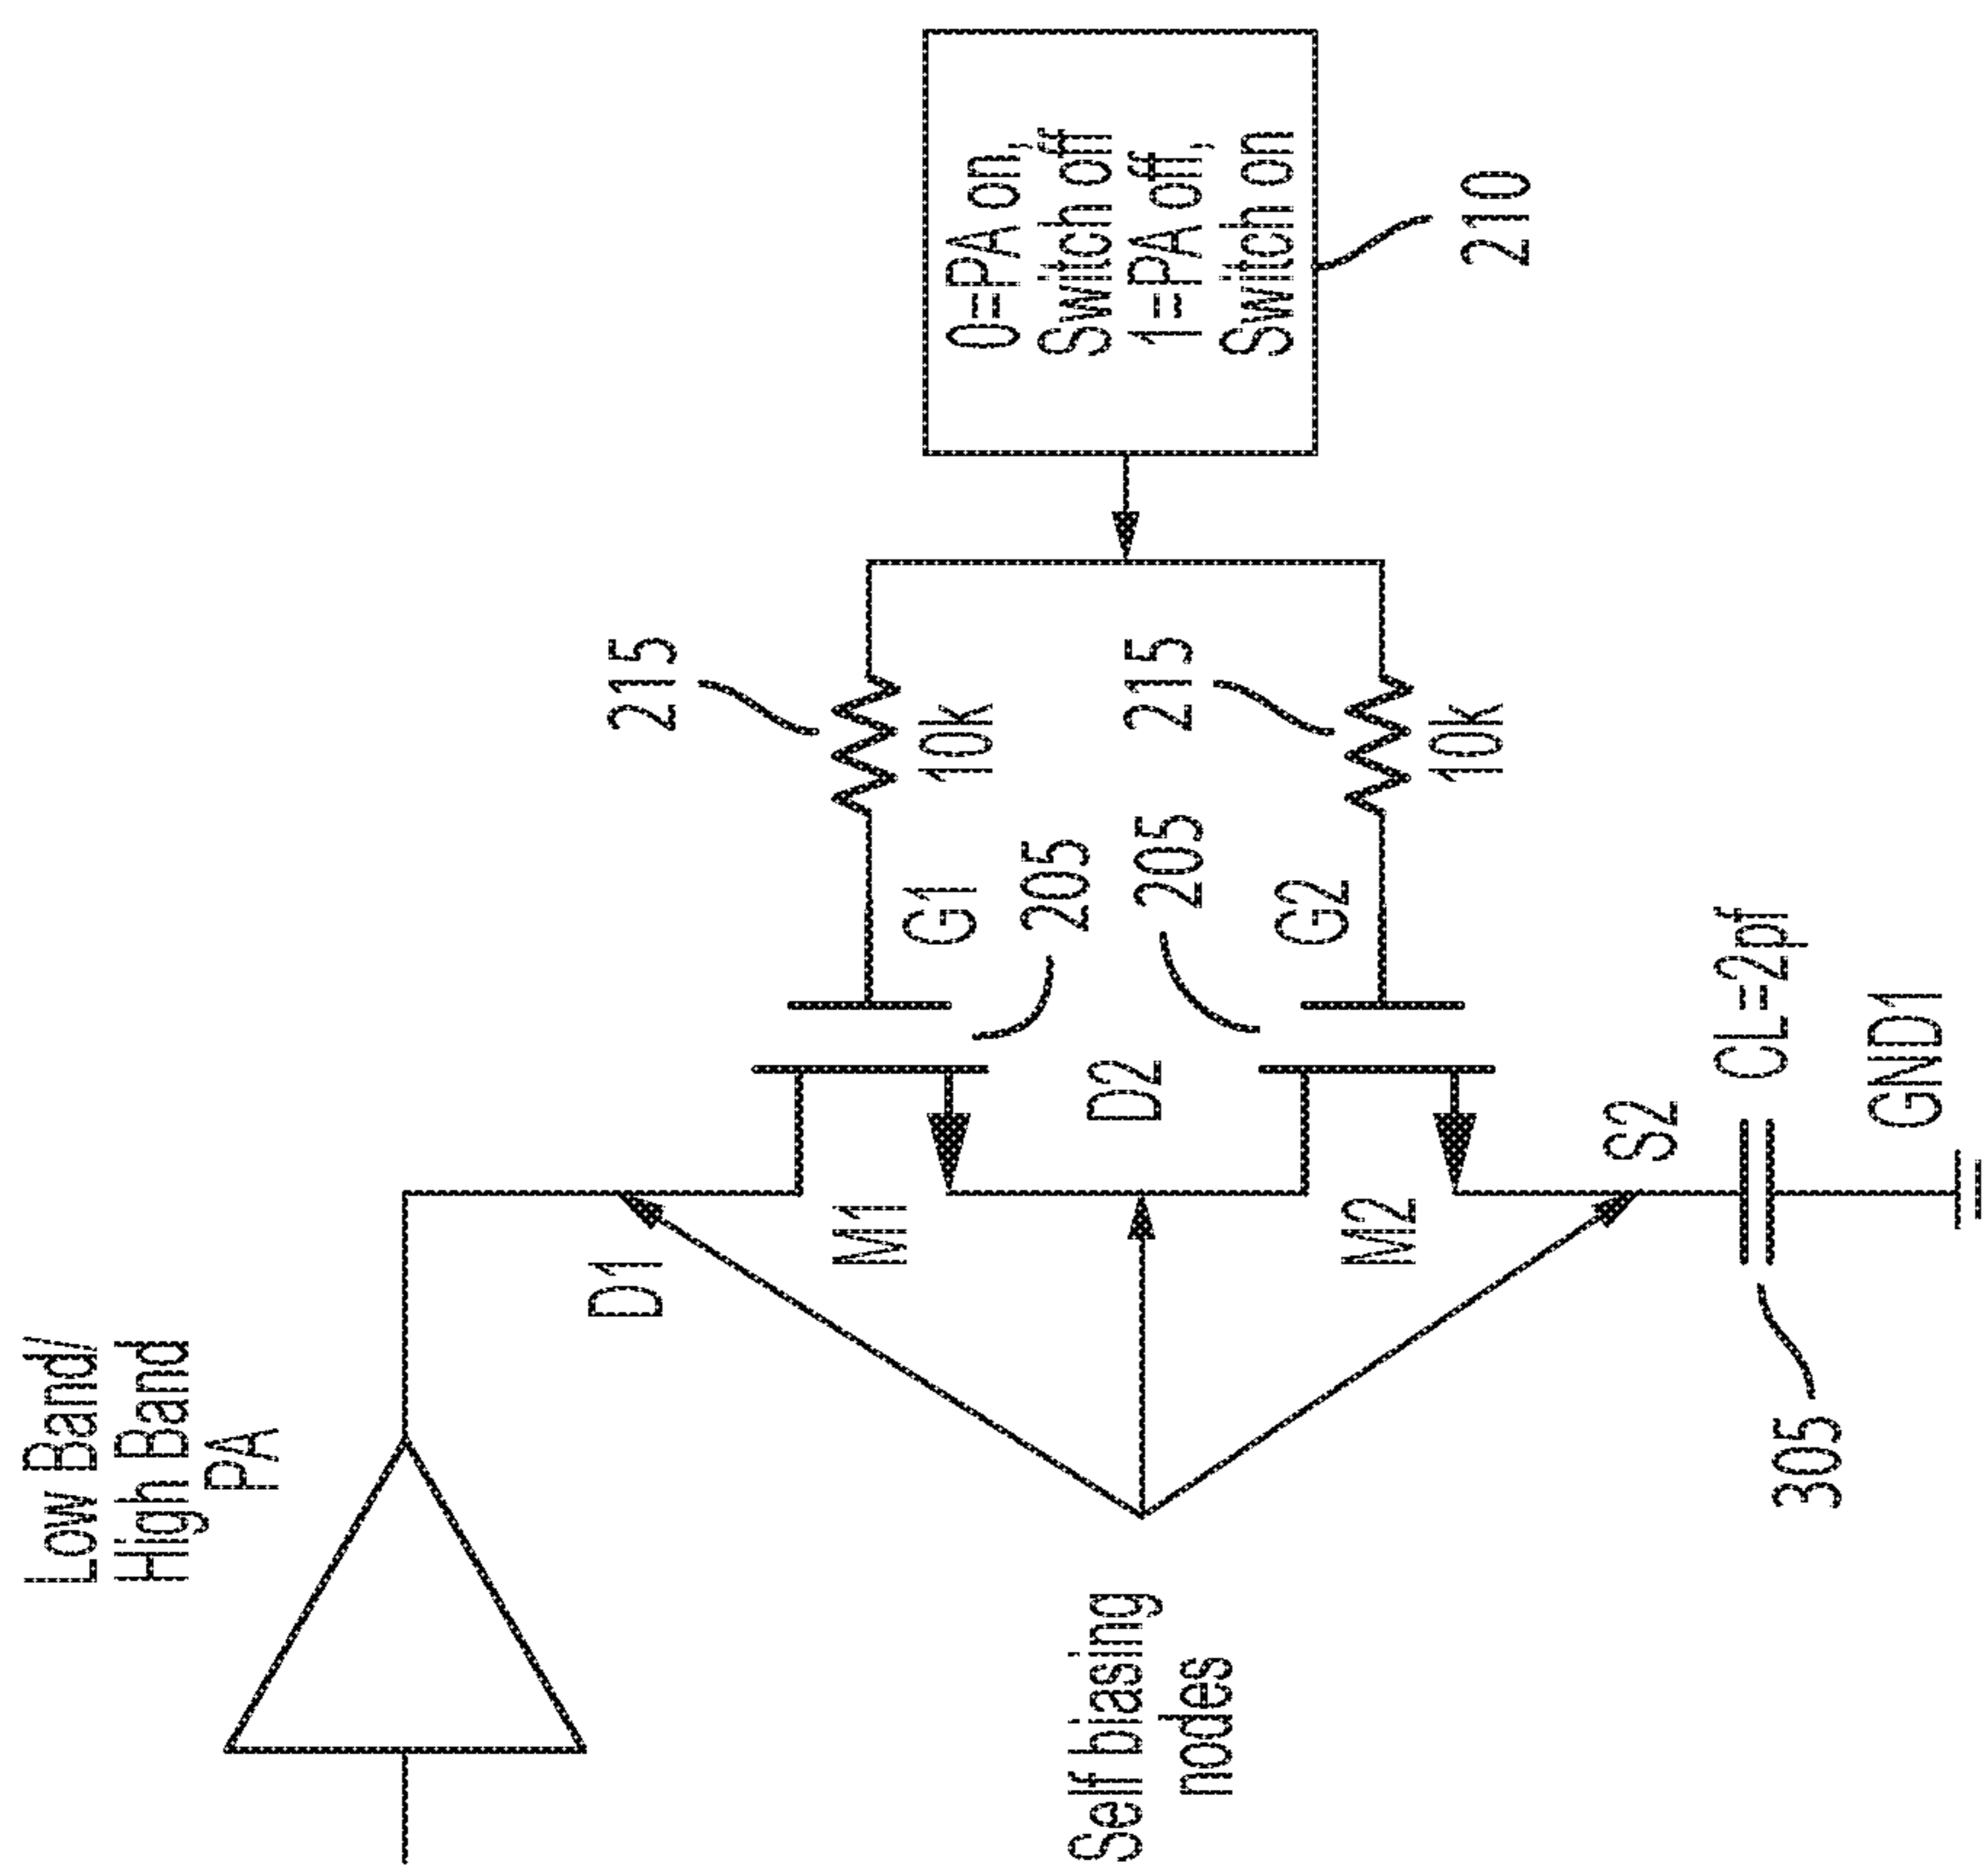 Low Band/
High Band
PA
D1
M1
D2
M2
S2
Self biasing
nodes
G1
205
205
G2
215
10k
215
10k
0=PA on,
Switch off
1=PA off,
Switch on
210
CL=2pf
GND1
305